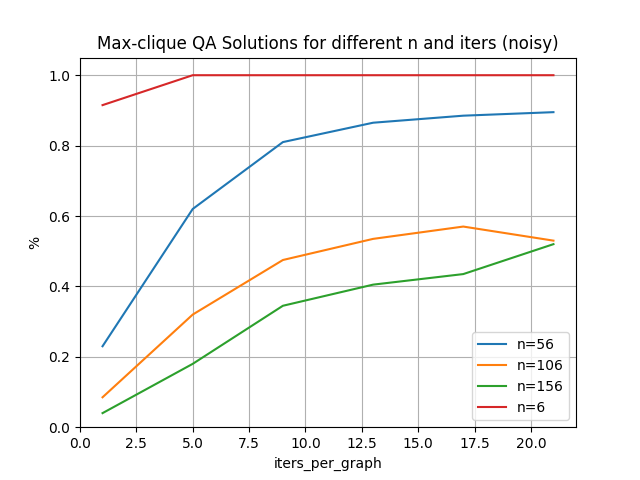 Max-clique QA Solutions for different n and iters (noisy)
1.0
0.8
0.6
0.4
0.2
0.0
%
0.0 2.5 5.0 7.5 10.0 12.5 15.0 17.5 20.0
iters_per_graph
n=56
n=106
n=156
n=6